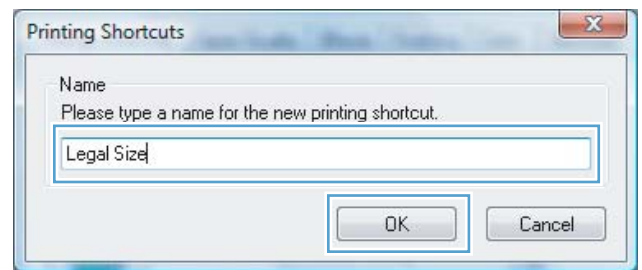 Printing Shortcuts
Name
Please type a name for the new printing shortcut.
Legal Size
OK
Cancel